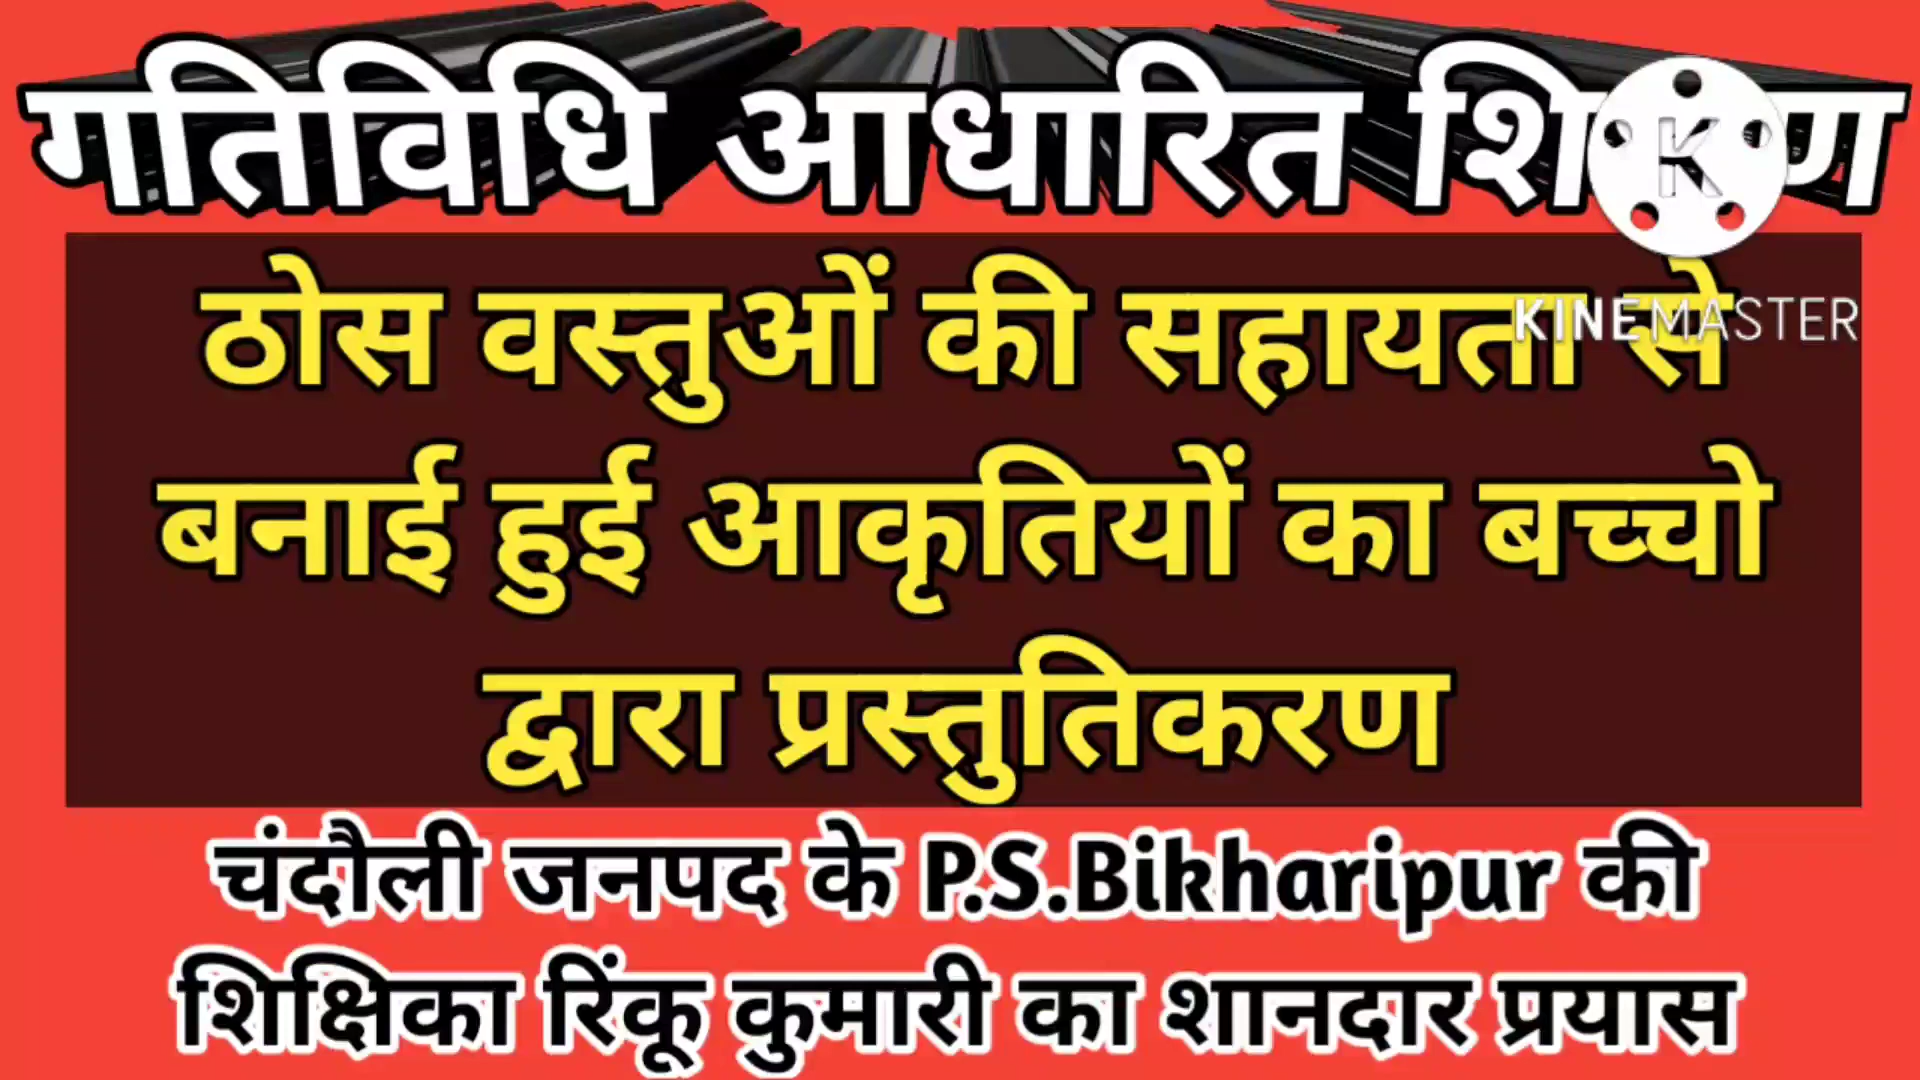 गतिविधि आधारित
ठोस वस्तुओं की सहायता से
KINEMASTER
बनाई हुई आकृतियों का बच्चो
द्वारा प्रस्तुतिकरण
चंदौली जनपद के P.S.Bikharipur की
शिक्षिका रिंकू कुमारी का शानदार प्रयास